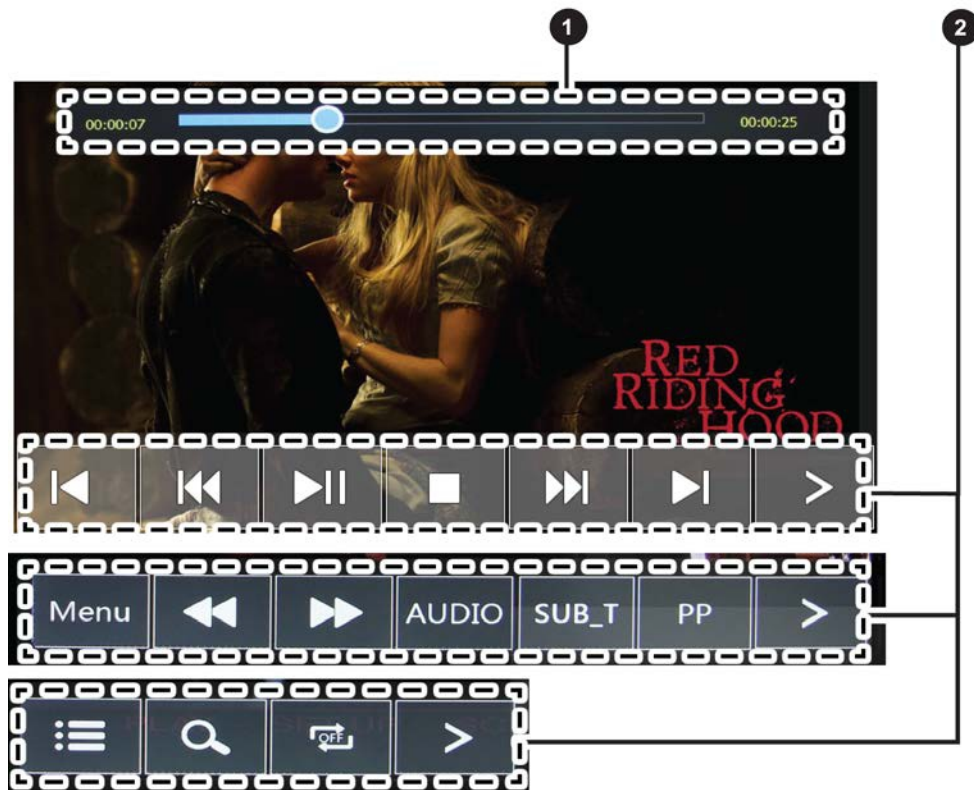 1
2
00:00:07
00:00:25
RED
RIDING
HOOD
>
Menu
AUDIO
SUB_T
PP
>
OFF
>